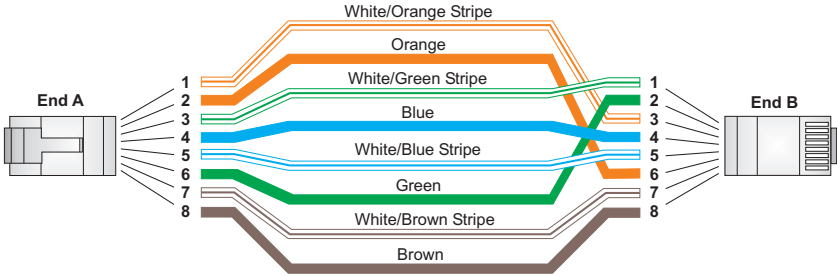 White/Orange Stripe
Orange
White/Green Stripe
Blue
White/Blue Stripe
Green
White/Brown Stripe
Brown
End A
1
2
3
4
5
6
7
8
1
2
3
4
5
6
7
8
End B